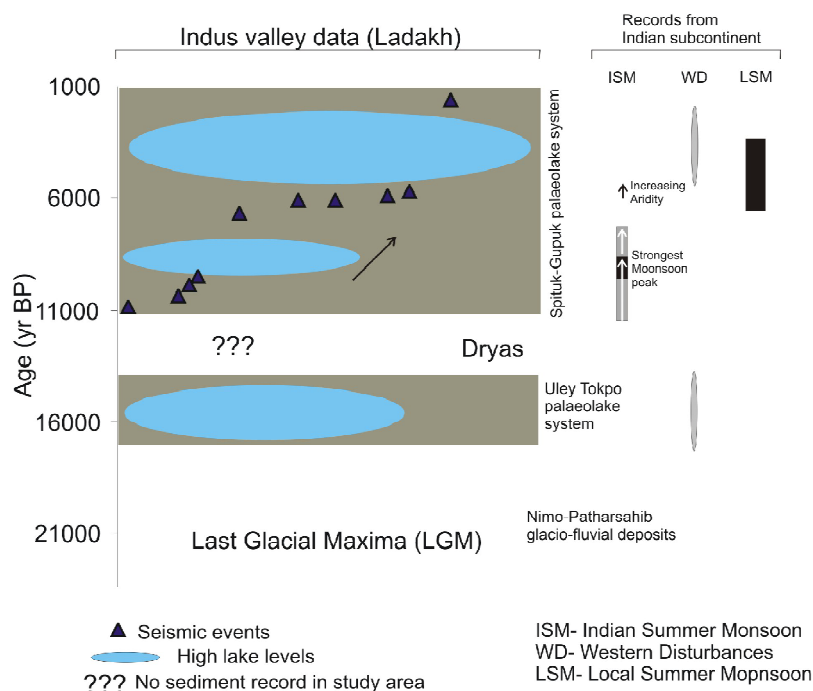 Indus valley data (Ladakh)
Records from
Indian subcontinent
ISM
WD
LSM
Age (yr BP)
1000
6000
11000
16000
21000
Spituk-Gupuk palaeolake system
Increasing
Aridity
Strongest
Moonsoon
peak
???
Dryas
Uley Tokpo
palaeolake
system
Last Glacial Maxima (LGM)
Nimo-Patharsahib
glacio-fluvial deposits
Seismic events
High lake levels
??? No sediment record in study area
ISM- Indian Summer Monsoon
WD- Western Disturbances
LSM- Local Summer Mopnsoon